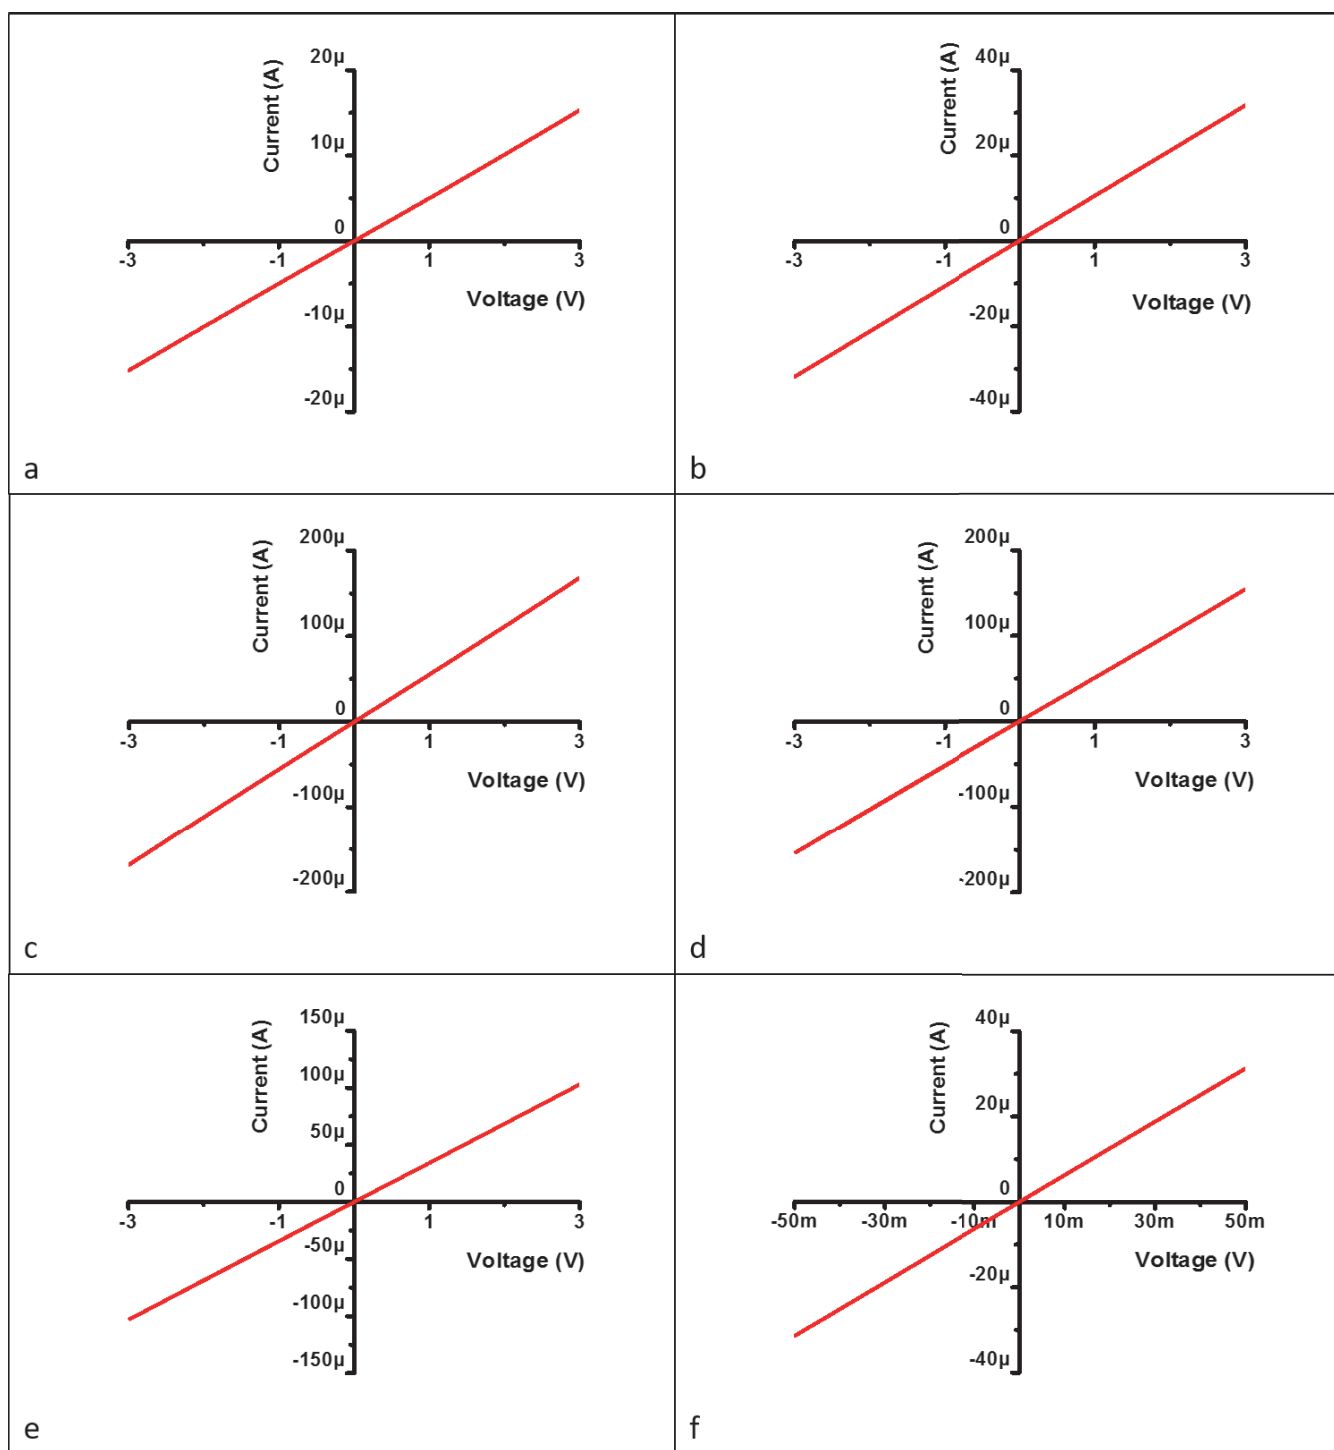 20µ
Current (A)
10µ
0
-3
-1
1
3
Voltage (V)
-10µ
-20µ
a
40µ
Current (A)
20µ
0
-3
-1
1
3
Voltage (V)
-20µ
-40µ
b
200µ
Current (A)
100µ
0
-3
-1
1
3
Voltage (V)
-100µ
-200µ
c
200µ
Current (A)
100µ
0
-3
-1
1
3
Voltage (V)
-100µ
-200µ
d
150µ
Current (A)
100µ
50µ
0
-3
-1
1
3
-50µ
Voltage (V)
-100µ
-150µ
e
40µ
Current (A)
20µ
0
-50m
-30m
-10m
10m
30m
50m
Voltage (V)
-20µ
-40µ
f